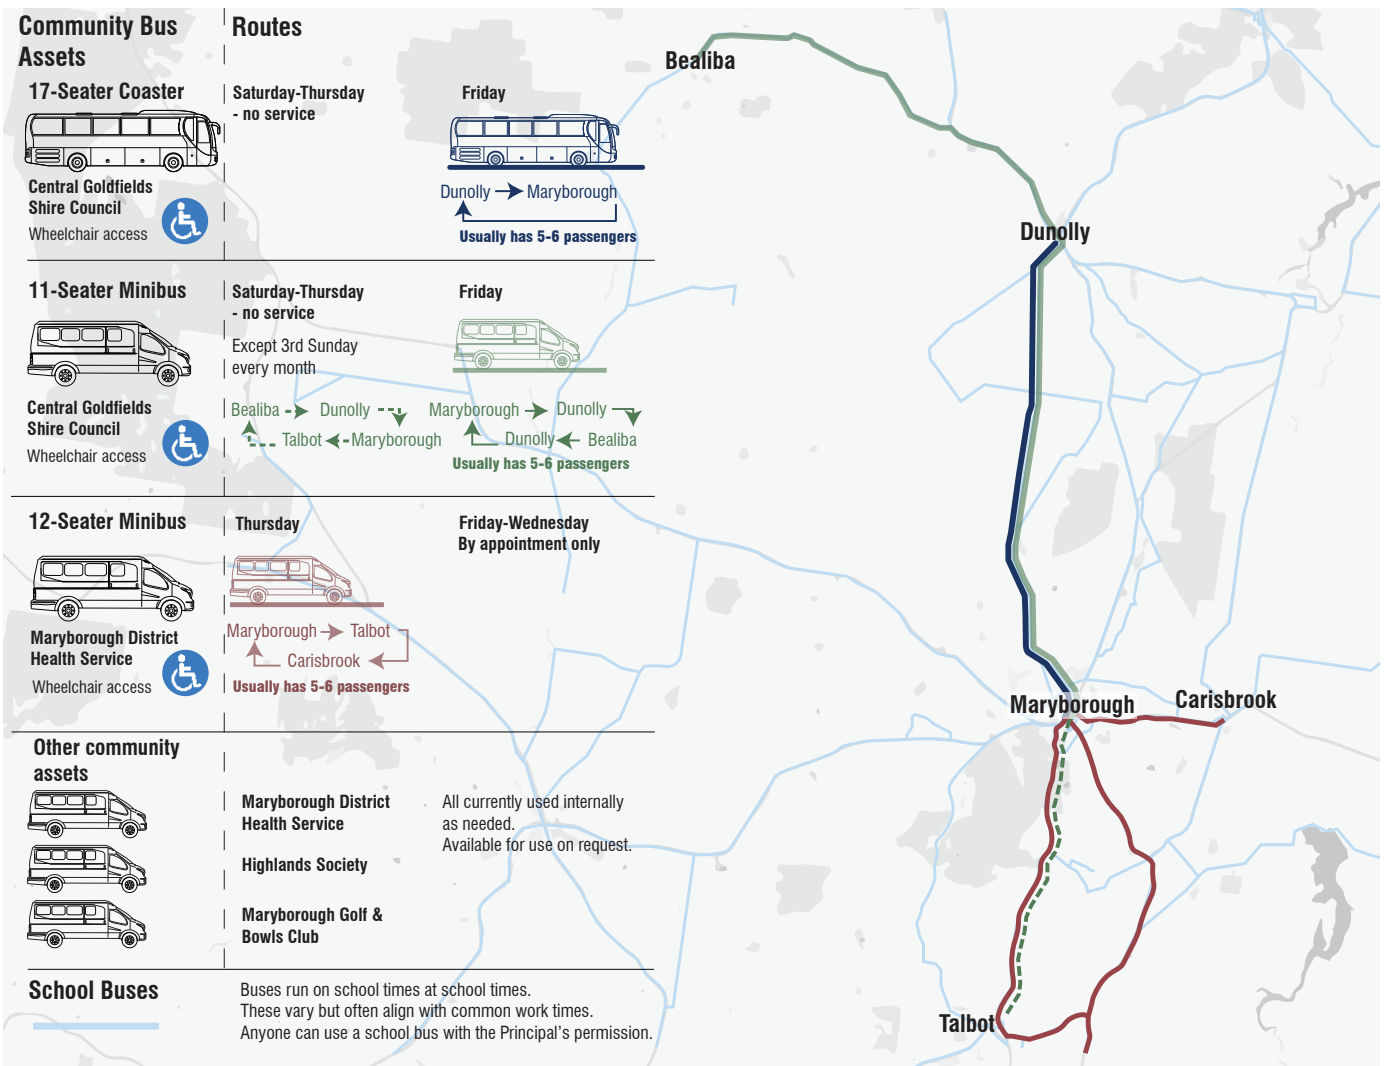 Community Bus
Assets
Routes
17-Seater Coaster
Saturday-Thursday
- no service
Friday
Central Goldfields
Shire Council
Wheelchair access
Dunolly Maryborough
Usually has 5-6 passengers
11-Seater Minibus
Saturday-Thursday
- no service
Except 3rd Sunday
every month
Friday
Central Goldfields
Shire Council
Wheelchair access
Bealiba Dunolly
Talbot Maryborough
Maryborough Dunolly
Dunolly Bealiba
Usually has 5-6 passengers
12-Seater Minibus
Thursday
Friday-Wednesday
By appointment only
Maryborough District
Health Service
Wheelchair access
Maryborough Talbot
Carisbrook
Usually has 5-6 passengers
Other community
assets
Maryborough District
Health Service
Highlands Society
Maryborough Golf &
Bowls Club
All currently used internally
as needed.
Available for use on request.
School Buses
Buses run on school times at school times.
These vary but often align with common work times.
Anyone can use a school bus with the Principal's permission.
Bealiba
Dunolly
Maryborough
Carisbrook
Talbot